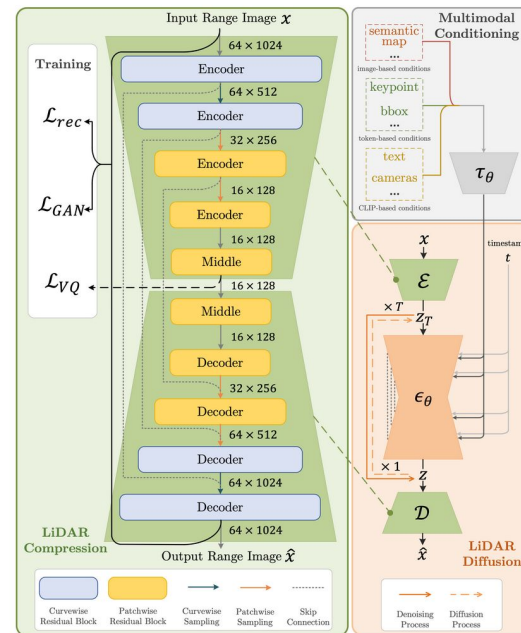 Input Range Image x
64 × 1024
Training
Encoder
64 × 512
ℒrec
Encoder
32 × 256
Encoder
16 × 128
ℒGAN
Encoder
16 × 128
Middle
ℒVQ
16 × 128
Middle
16 × 128
Decoder
32 × 256
Decoder
64 × 512
Decoder
64 × 1024
Decoder
64 × 1024
LiDAR
Compression
Output Range Image x̂
Curvewise
Residual Block
Patchwise
Residual Block
Curvewise
Sampling
Patchwise
Sampling
Skip
Connection
Multimodal
Conditioning
semantic
map
...
image-based conditions
keypoint
bbox
...
token-based conditions
text
cameras
...
CLIP-based conditions
τθ
x
timestamp
t
ℰ
× T
zT
ϵθ
× 1
z
𝒟
x̂
LiDAR
Diffusion
Denoising
Process
Diffusion
Process